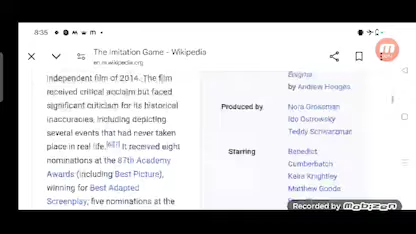 8:35
The Imitation Game - Wikipedia
en.m.wikipedia.org
independent film of 2014. The film
received critical acclaim but faced
significant criticism for its historical
inaccuracies, including depicting
several events that had never taken
place in real life.[6][7] It received eight
nominations at the 87th Academy
Awards (including Best Picture),
winning for Best Adapted
Screenplay; five nominations at the
Enigma
by Andrew Hodges
Produced by
Nora Grossman
Ido Ostrowsky
Teddy Schwarzman
Starring
Benedict
Cumberbatch
Keira Knightley
Matthew Goode
Recorded by Mobizen